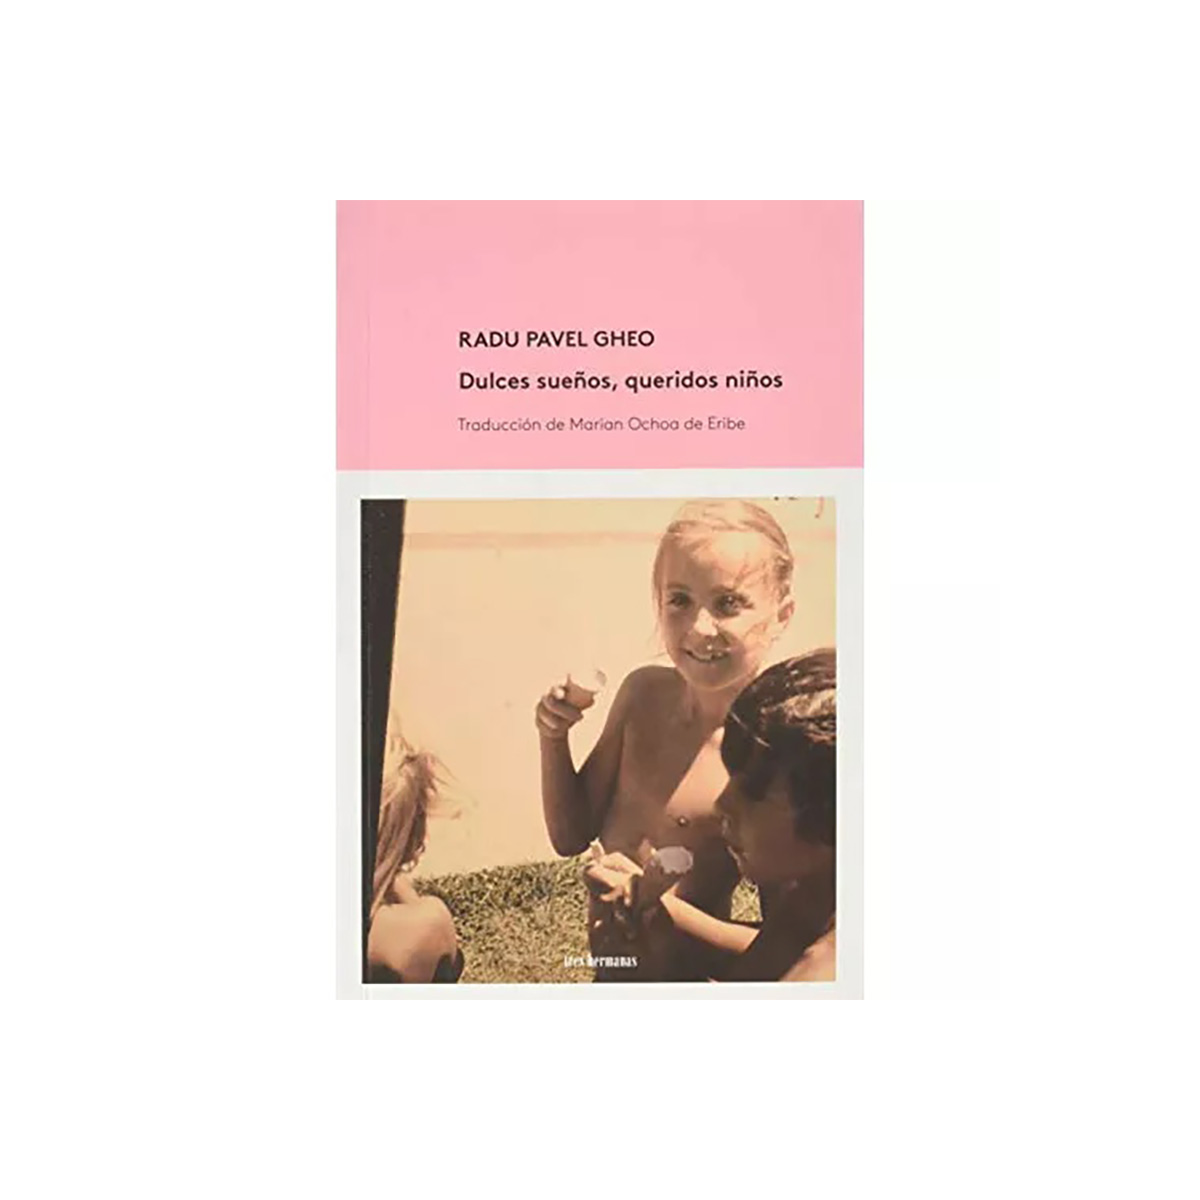 RADU PAVEL GHEO
Dulces sueños, queridos niños
Traducción de Marian Ochoa de Eribe
tres hermanas